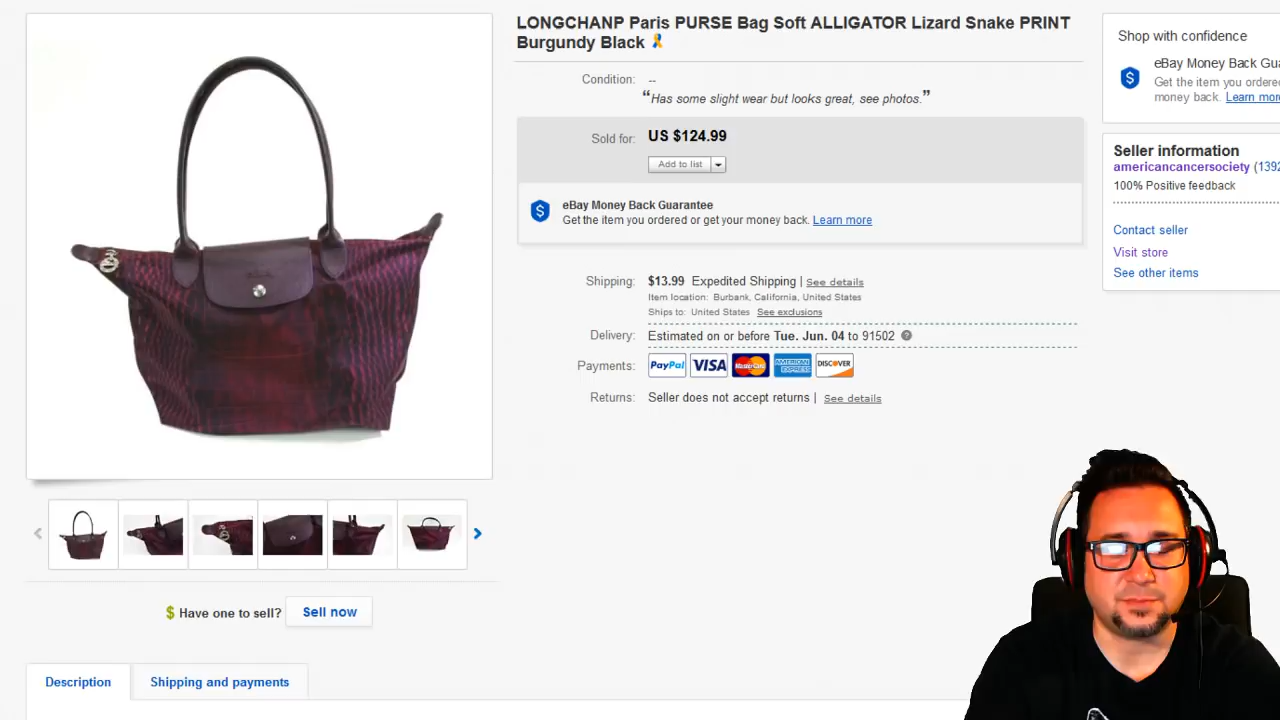 LONGCHANP Paris PURSE Bag Soft ALLIGATOR Lizard Snake PRINT
Burgundy Black
Condition: --
“Has some slight wear but looks great, see photos.”
Sold for: US $124.99
Add to list
eBay Money Back Guarantee
Get the item you ordered or get your money back. Learn more
Shipping: $13.99 Expedited Shipping | See details
Item location: Burbank, California, United States
Ships to: United States See exclusions
Delivery: Estimated on or before Tue. Jun. 04 to 91502
Payments: PayPal VISA MasterCard AMERICAN EXPRESS DISCOVER
Returns: Seller does not accept returns | See details
Shop with confidence
eBay Money Back Gua
Get the item you ordered
money back. Learn more
Seller information
americancancersociety (1392
100% Positive feedback
Contact seller
Visit store
See other items
$ Have one to sell? Sell now
Description
Shipping and payments